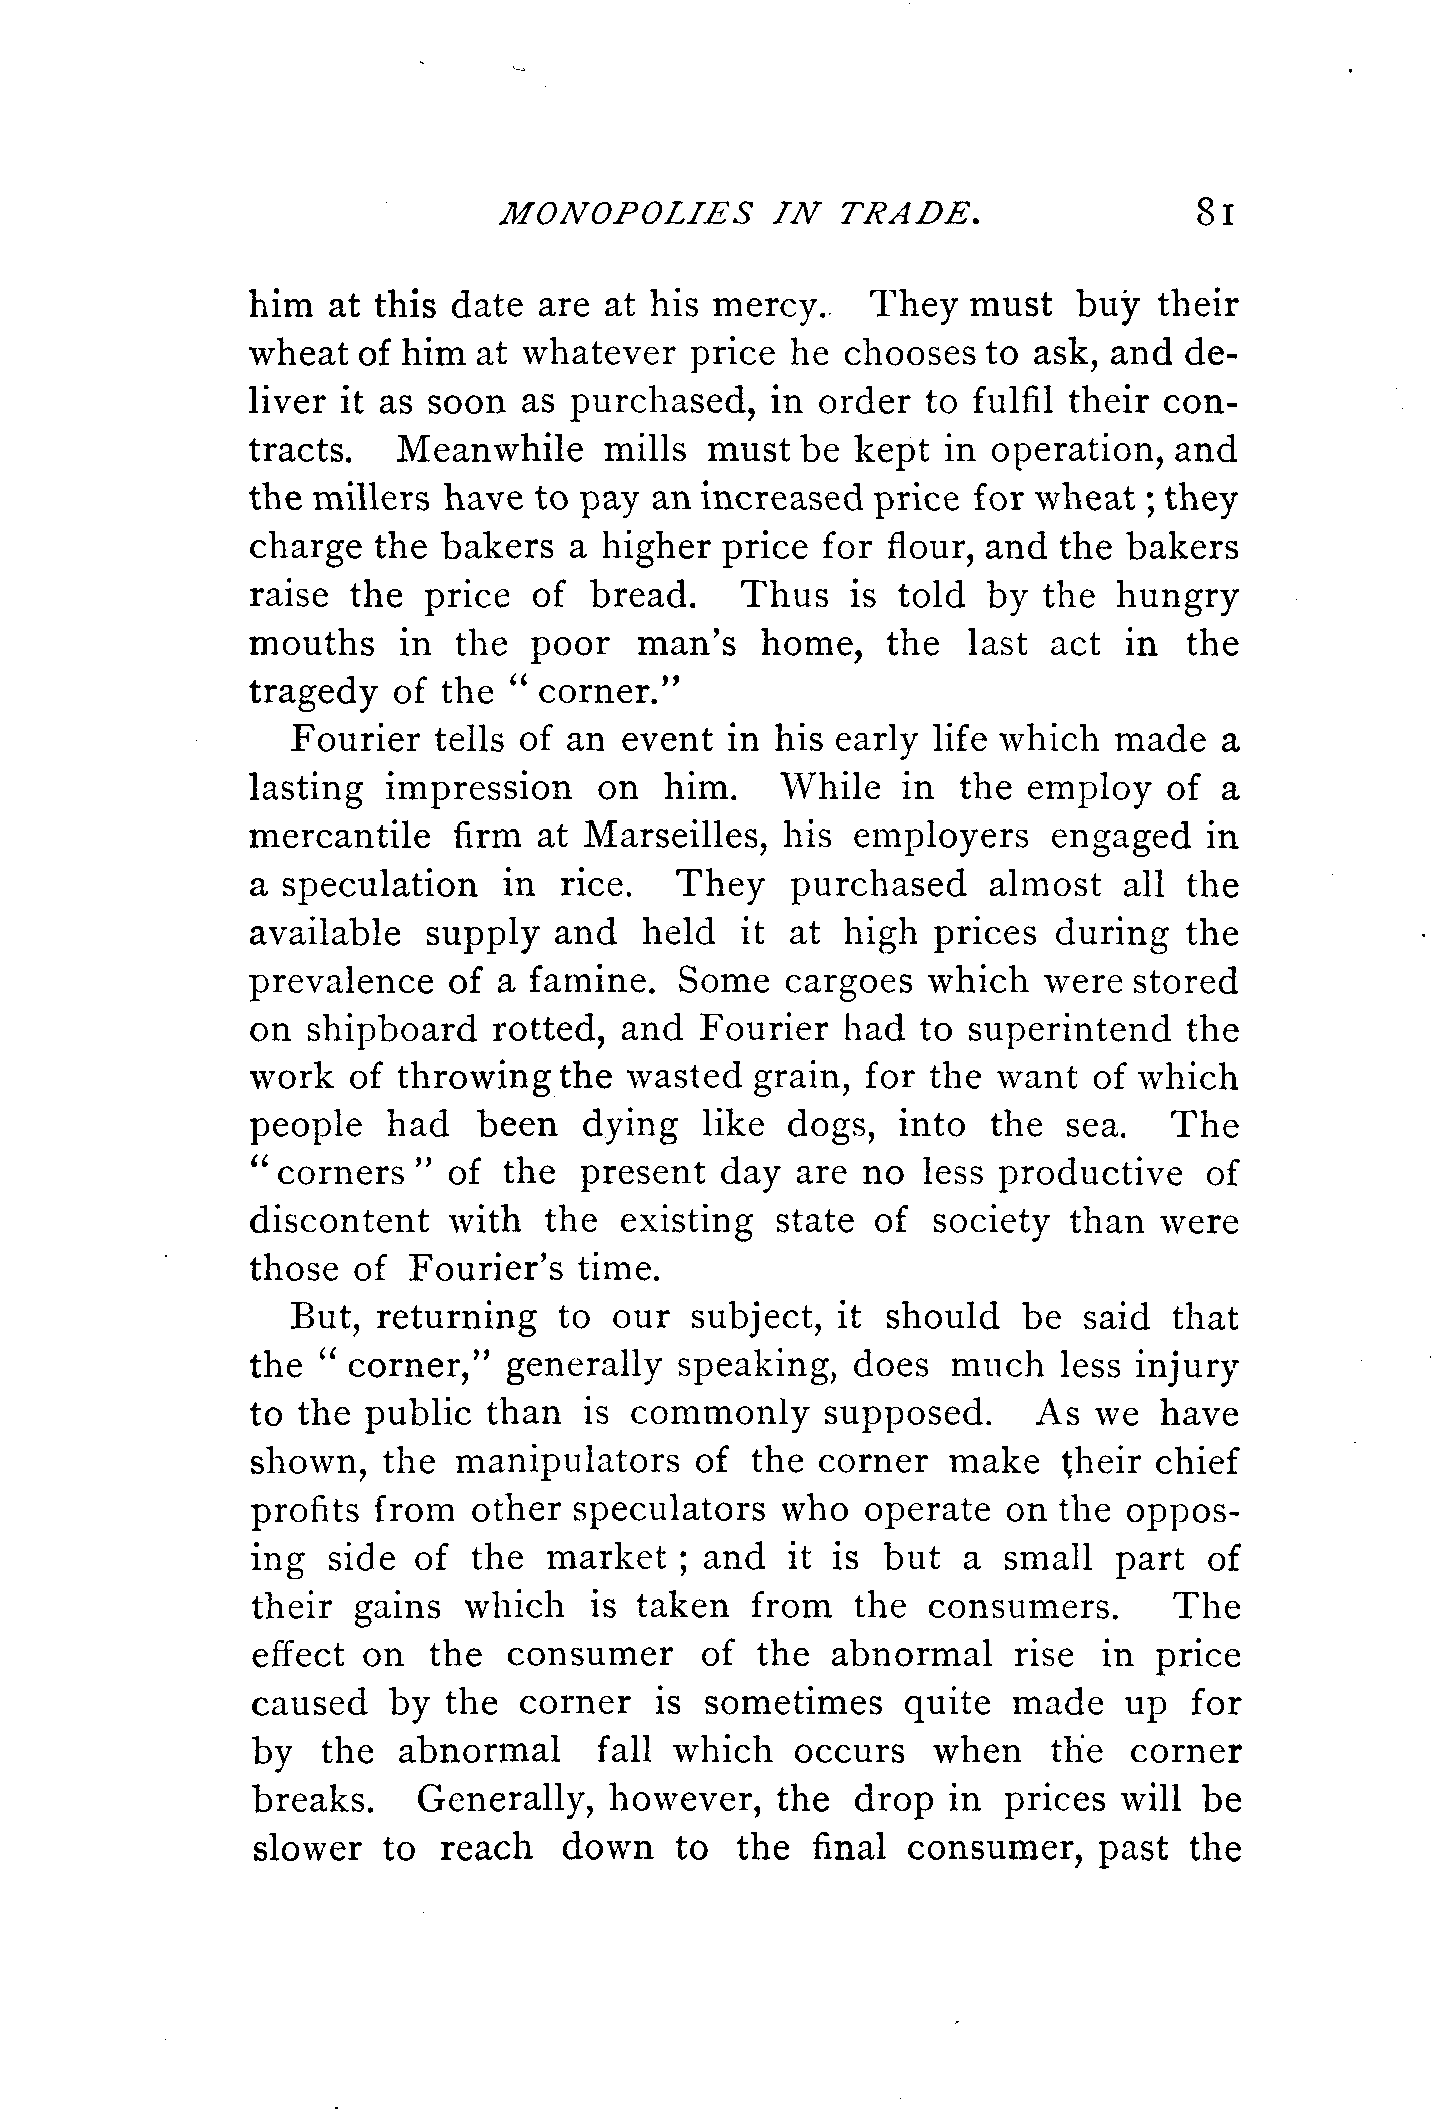 MONOPOLIES IN TRADE. 81
him at this date are at his mercy. They must buy their
wheat of him at whatever price he chooses to ask, and de-
liver it as soon as purchased, in order to fulfil their con-
tracts. Meanwhile mills must be kept in operation, and
the millers have to pay an increased price for wheat ; they
charge the bakers a higher price for flour, and the bakers
raise the price of bread. Thus is told by the hungry
mouths in the poor man's home, the last act in the
tragedy of the " corner."
Fourier tells of an event in his early life which made a
lasting impression on him. While in the employ of a
mercantile firm at Marseilles, his employers engaged in
a speculation in rice. They purchased almost all the
available supply and held it at high prices during the
prevalence of a famine. Some cargoes which were stored
on shipboard rotted, and Fourier had to superintend the
work of throwing the wasted grain, for the want of which
people had been dying like dogs, into the sea. The
" corners " of the present day are no less productive of
discontent with the existing state of society than were
those of Fourier's time.
But, returning to our subject, it should be said that
the " corner," generally speaking, does much less injury
to the public than is commonly supposed. As we have
shown, the manipulators of the corner make their chief
profits from other speculators who operate on the oppos-
ing side of the market ; and it is but a small part of
their gains which is taken from the consumers. The
effect on the consumer of the abnormal rise in price
caused by the corner is sometimes quite made up for
by the abnormal fall which occurs when the corner
breaks. Generally, however, the drop in prices will be
slower to reach down to the final consumer, past the